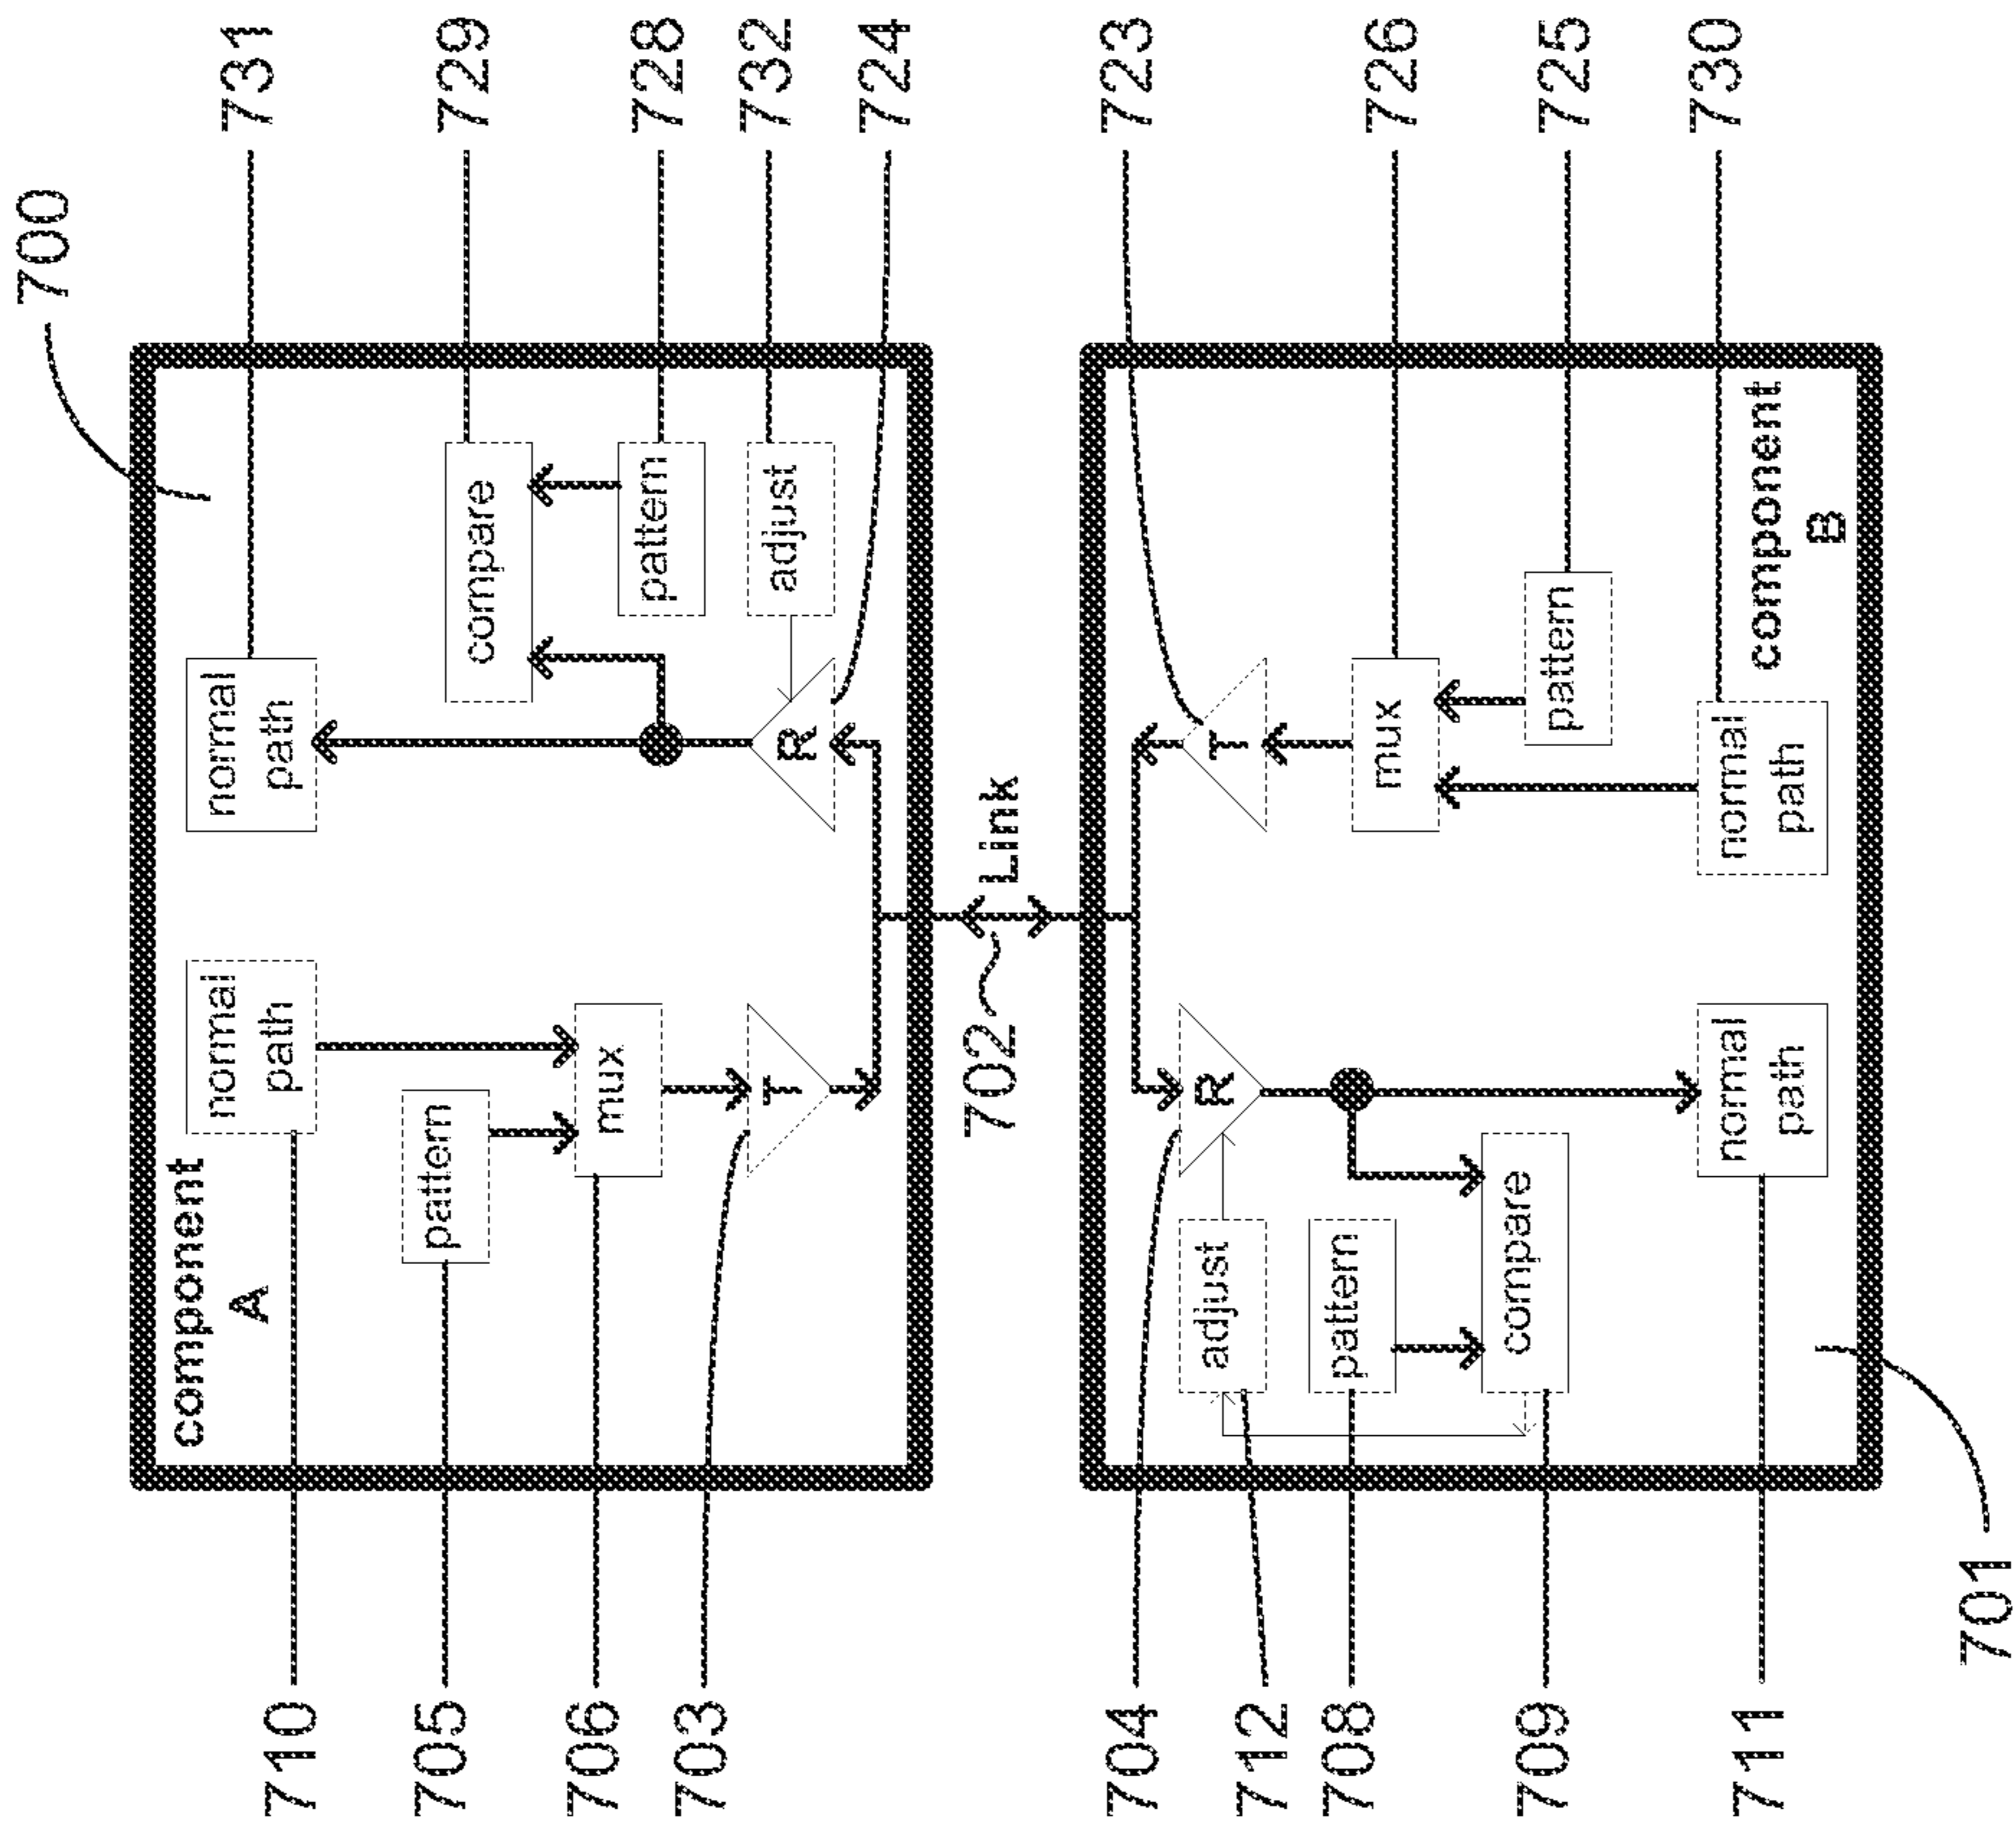 700
component
A
710
normal
path
normal
path
731
705
pattern
compare
729
706
mux
pattern
728
703
T
adjust
732
R
724
702
Link
704
R
T
723
712
adjust
708
pattern
mux
726
709
compare
pattern
725
711
normal
path
normal
path
730
component
B
701